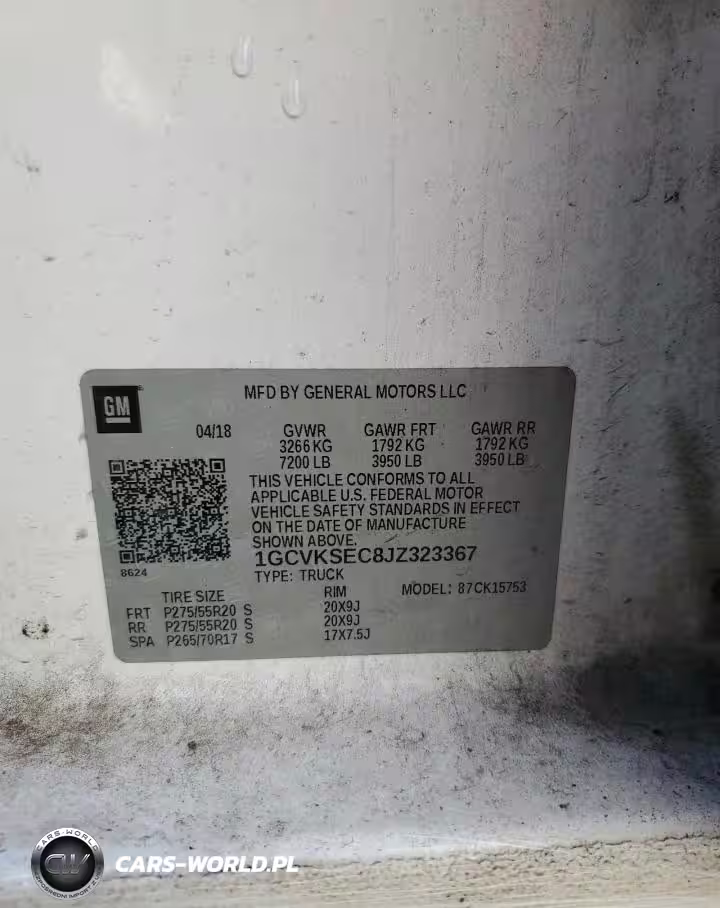 GM
MFD BY GENERAL MOTORS LLC
04/18
GVWR GAWR FRT GAWR RR
3266 KG 1792 KG 1792 KG
7200 LB 3950 LB 3950 LB
THIS VEHICLE CONFORMS TO ALL
APPLICABLE U.S. FEDERAL MOTOR
VEHICLE SAFETY STANDARDS IN EFFECT
ON THE DATE OF MANUFACTURE
SHOWN ABOVE.
1GCVKSEC8JZ323367
8624
TYPE: TRUCK
MODEL: 87CK15753
TIRE SIZE RIM
FRT P275/55R20 S 20X9J
RR P275/55R20 S 20X9J
SPA P265/70R17 S 17X7.5J
CARS-WORLD
CW
CARS-WORLD.PL